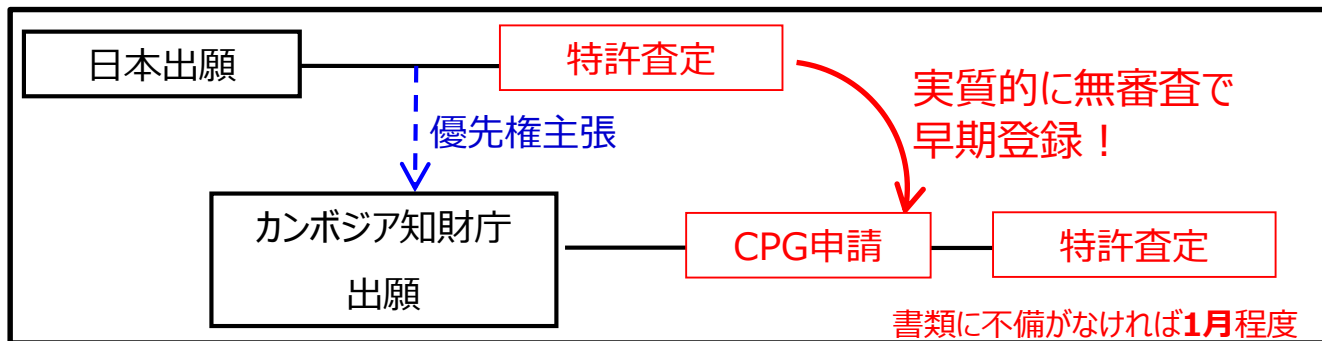 日本出願
特許査定
実質的に無審査で
早期登録！
優先権主張
カンボジア知財庁
出願
CPG申請
特許査定
書類に不備がなければ1月程度